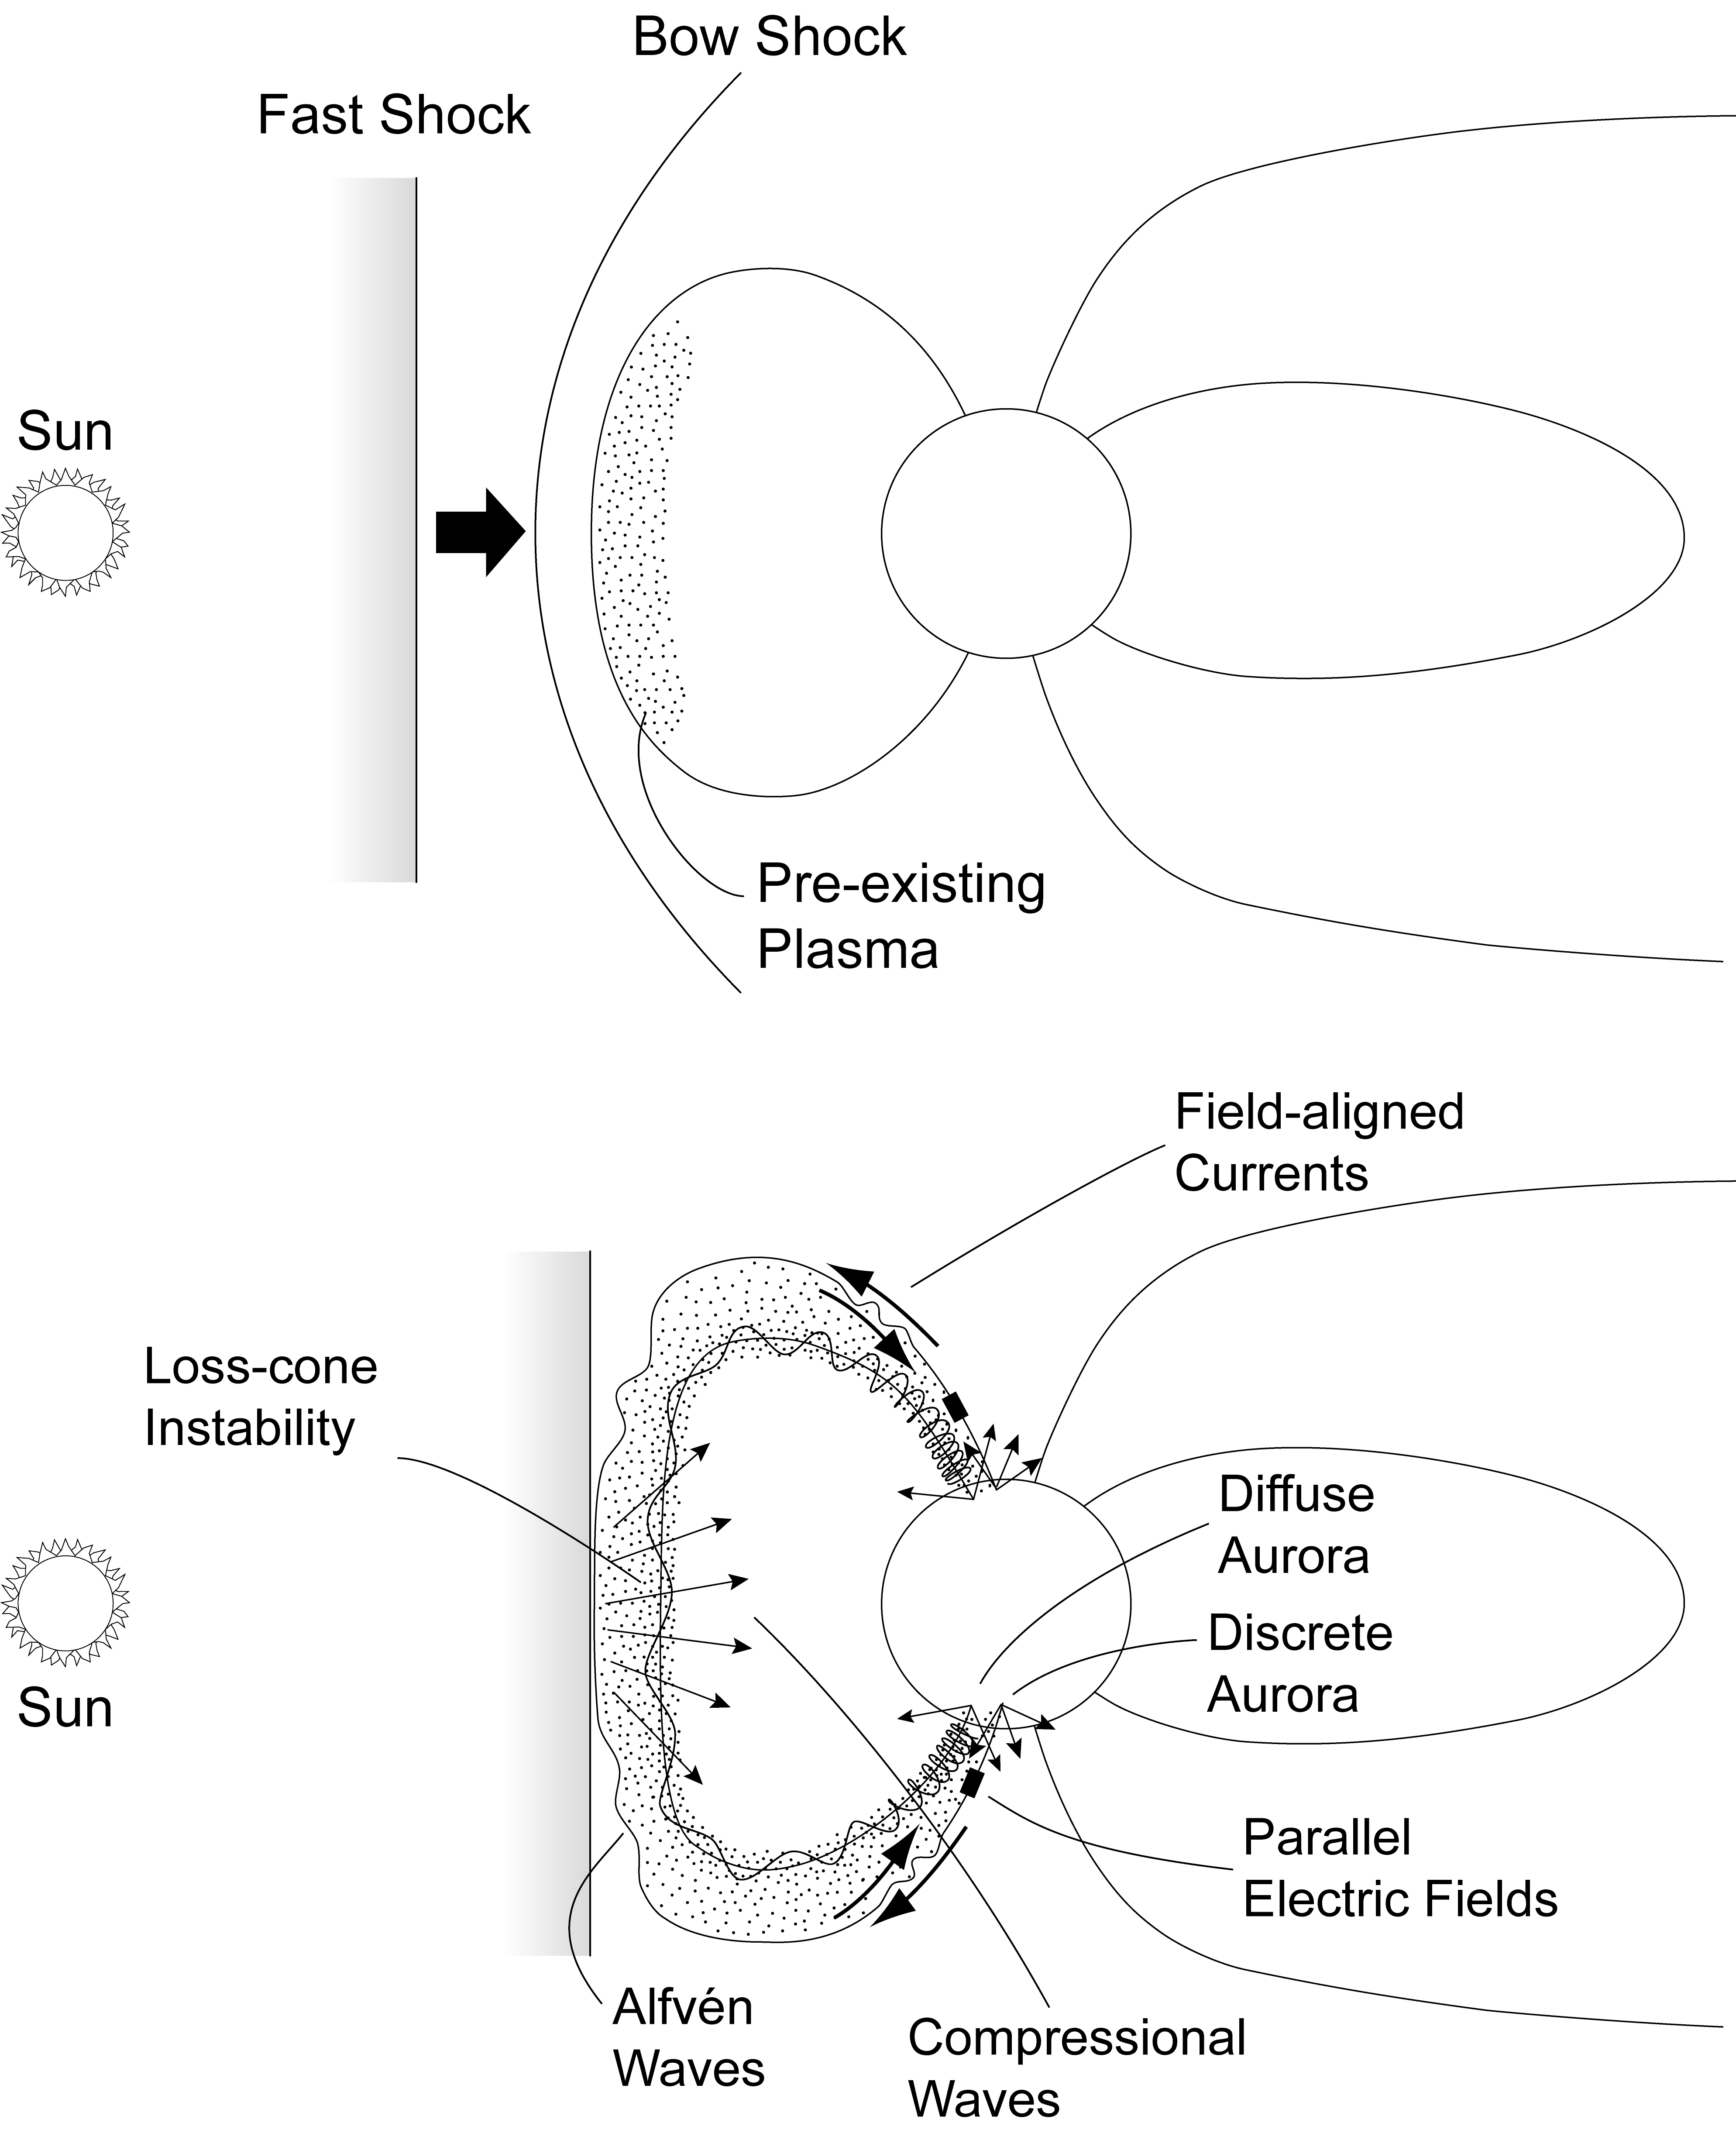 Bow Shock
Fast Shock
Sun
Pre-existing
Plasma
Field-aligned
Currents
Loss-cone
Instability
Diffuse
Aurora
Discrete
Aurora
Sun
Parallel
Electric Fields
Alfvén
Waves
Compressional
Waves